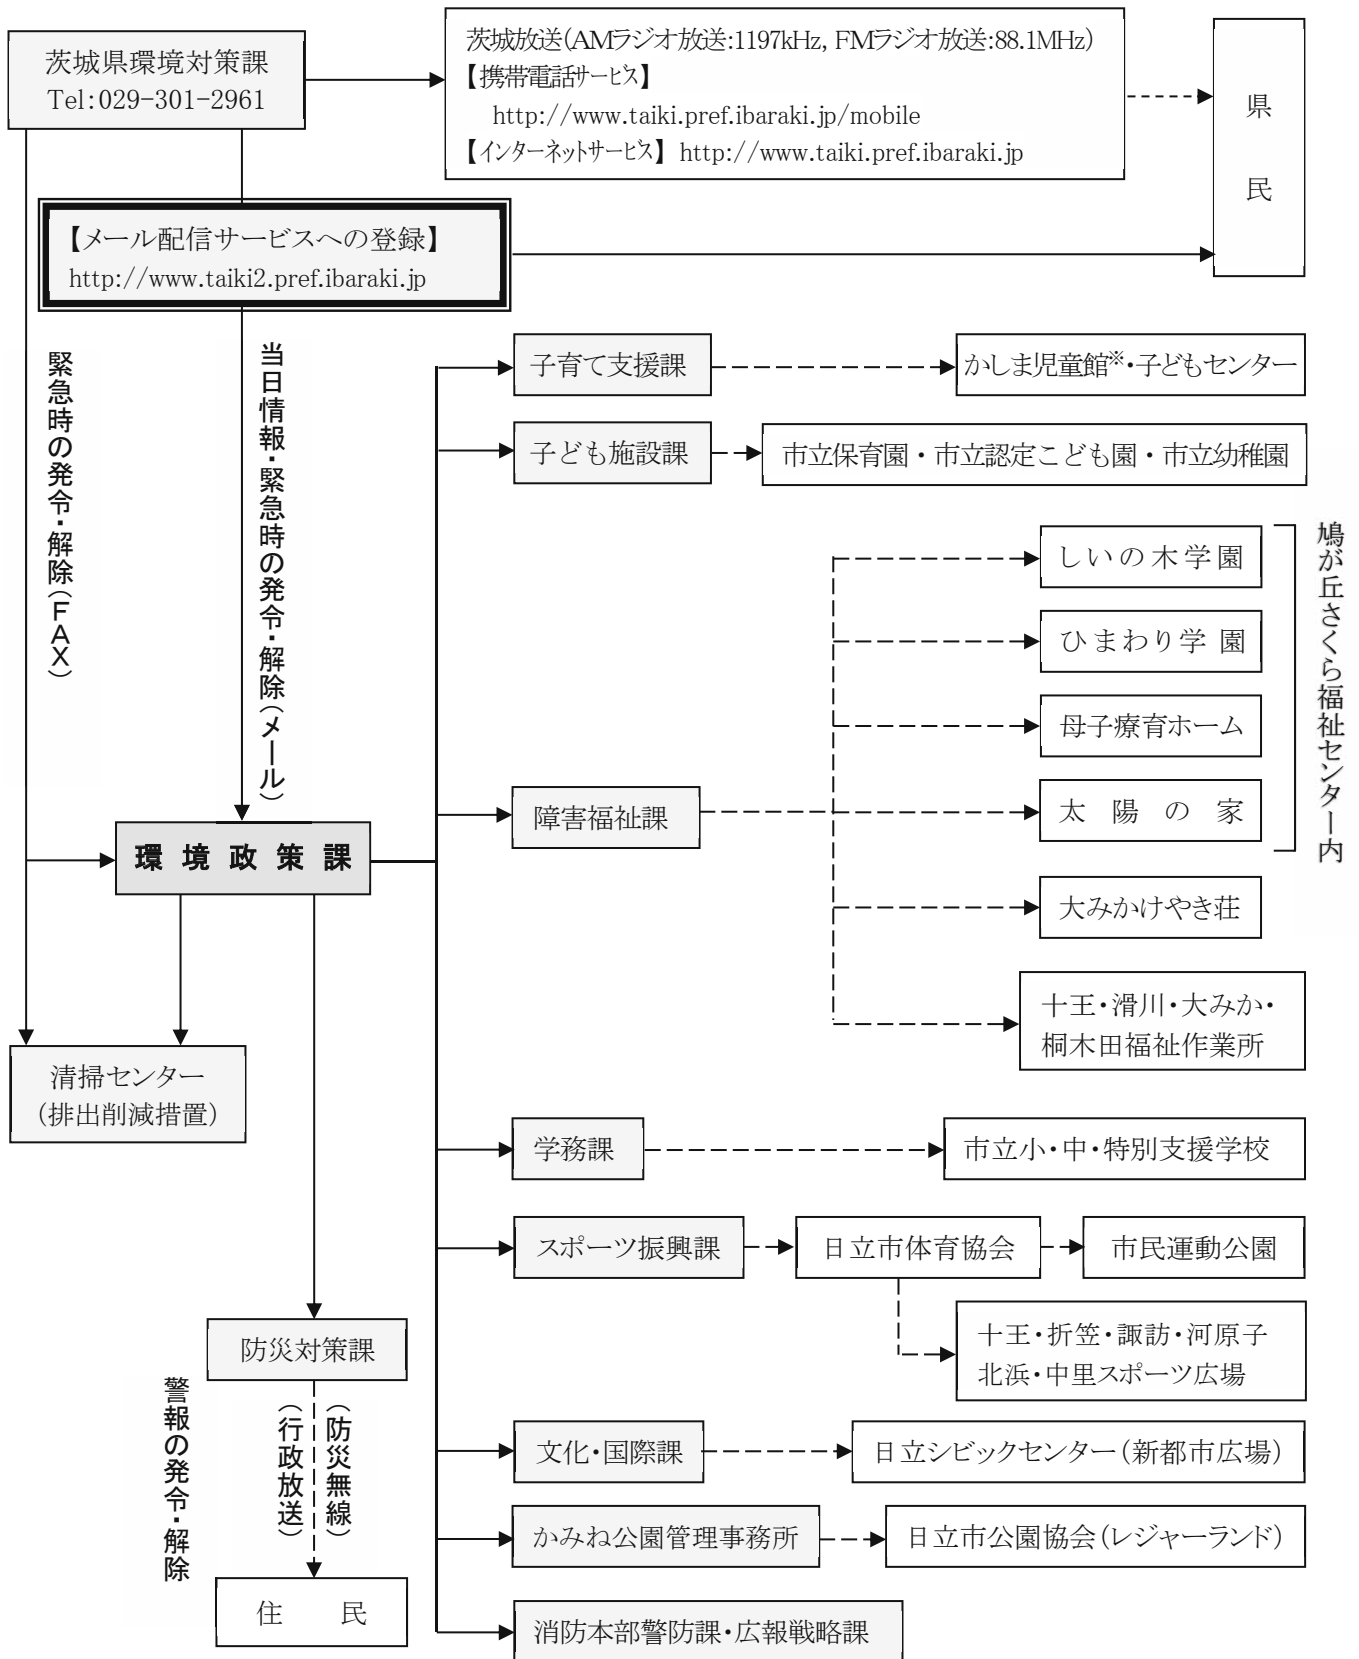 茨城県環境対策課
Tel:029-301-2961
茨城放送(AMラジオ放送:1197kHz, FMラジオ放送:88.1MHz)
【携帯電話サービス】
http://www.taiki.pref.ibaraki.jp/mobile
【インターネットサービス】 http://www.taiki.pref.ibaraki.jp
県民
【メール配信サービスへの登録】
http://www.taiki2.pref.ibaraki.jp
緊急時の発令・解除(FAX)
当日情報・緊急時の発令・解除(メール)
環境政策課
清掃センター
(排出削減措置)
防災対策課
警報の発令・解除
(行政放送)
(防災無線)
住 民
子育て支援課
かしま児童館※・子どもセンター
子ども施設課
市立保育園・市立認定こども園・市立幼稚園
障害福祉課
しいの木学園
ひまわり学園
母子療育ホーム
太陽の家
鳩が丘さくら福祉センター内
大みかけやき荘
十王・滑川・大みか・
桐木田福祉作業所
学務課
市立小・中・特別支援学校
スポーツ振興課
日立市体育協会
市民運動公園
十王・折笠・諏訪・河原子
北浜・中里スポーツ広場
文化・国際課
日立シビックセンター(新都市広場)
かみね公園管理事務所
日立市公園協会(レジャーランド)
消防本部警防課・広報戦略課